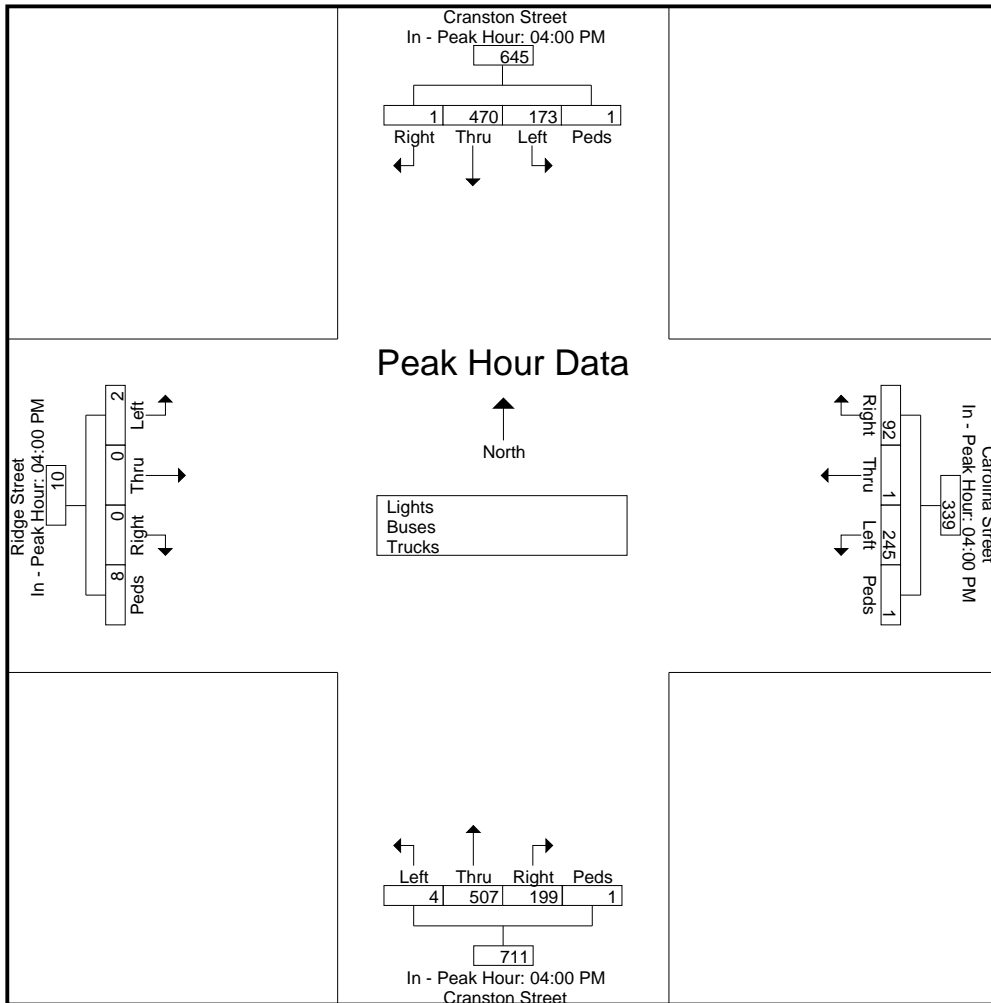 Cranston Street
In - Peak Hour: 04:00 PM
645
1 470 173 1
Right Thru Left Peds
Peak Hour Data
North
Lights
Buses
Trucks
Ridge Street
In - Peak Hour: 04:00 PM
10
2 0 0 8
Left Thru Right Peds
Carolina Street
In - Peak Hour: 04:00 PM
339
92 1 245 1
Right Thru Left Peds
Left Thru Right Peds
4 507 199 1
711
In - Peak Hour: 04:00 PM
Cranston Street